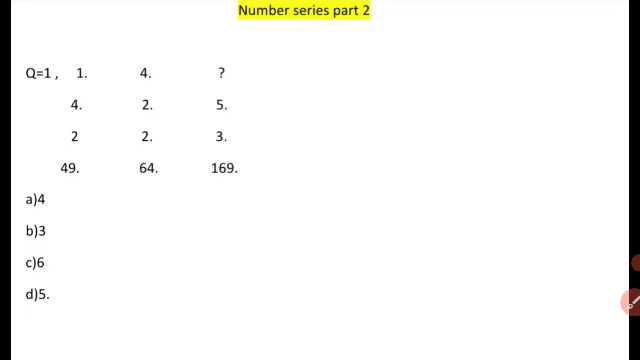 Number series part 2
Q=1 , 1. 4. ?
4. 2. 5.
2 2. 3.
49. 64. 169.
a)4
b)3
c)6
d)5.